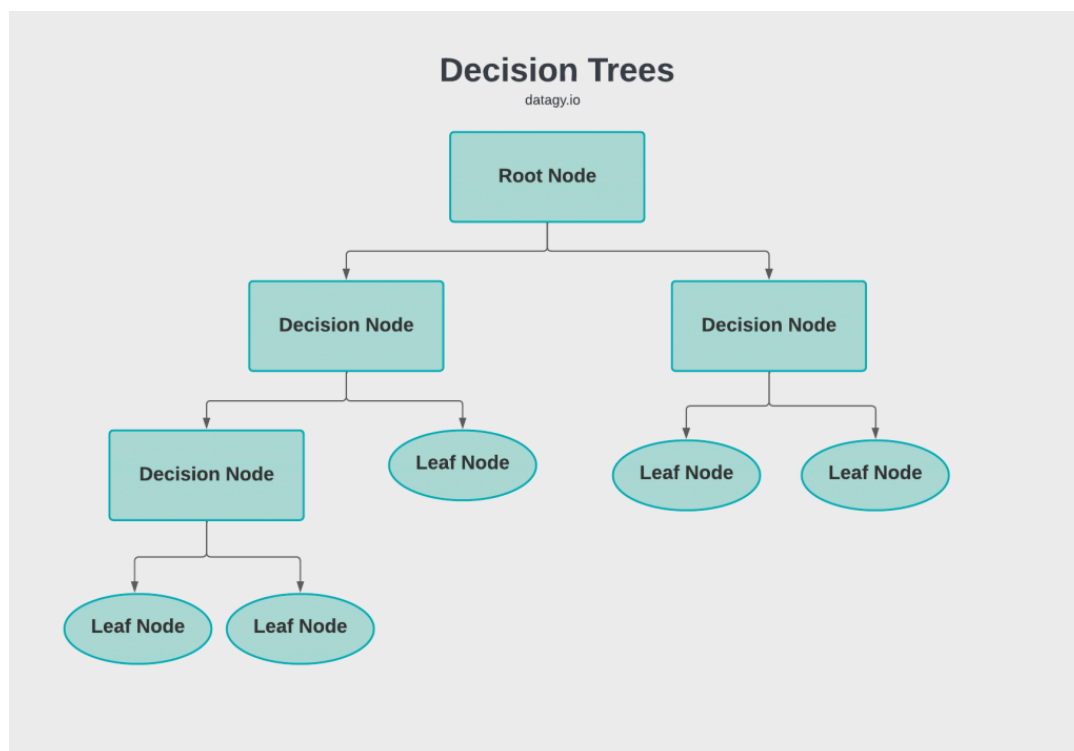 Decision Trees
datagy.io
Root Node
Decision Node
Decision Node
Decision Node
Leaf Node
Leaf Node
Leaf Node
Leaf Node
Leaf Node